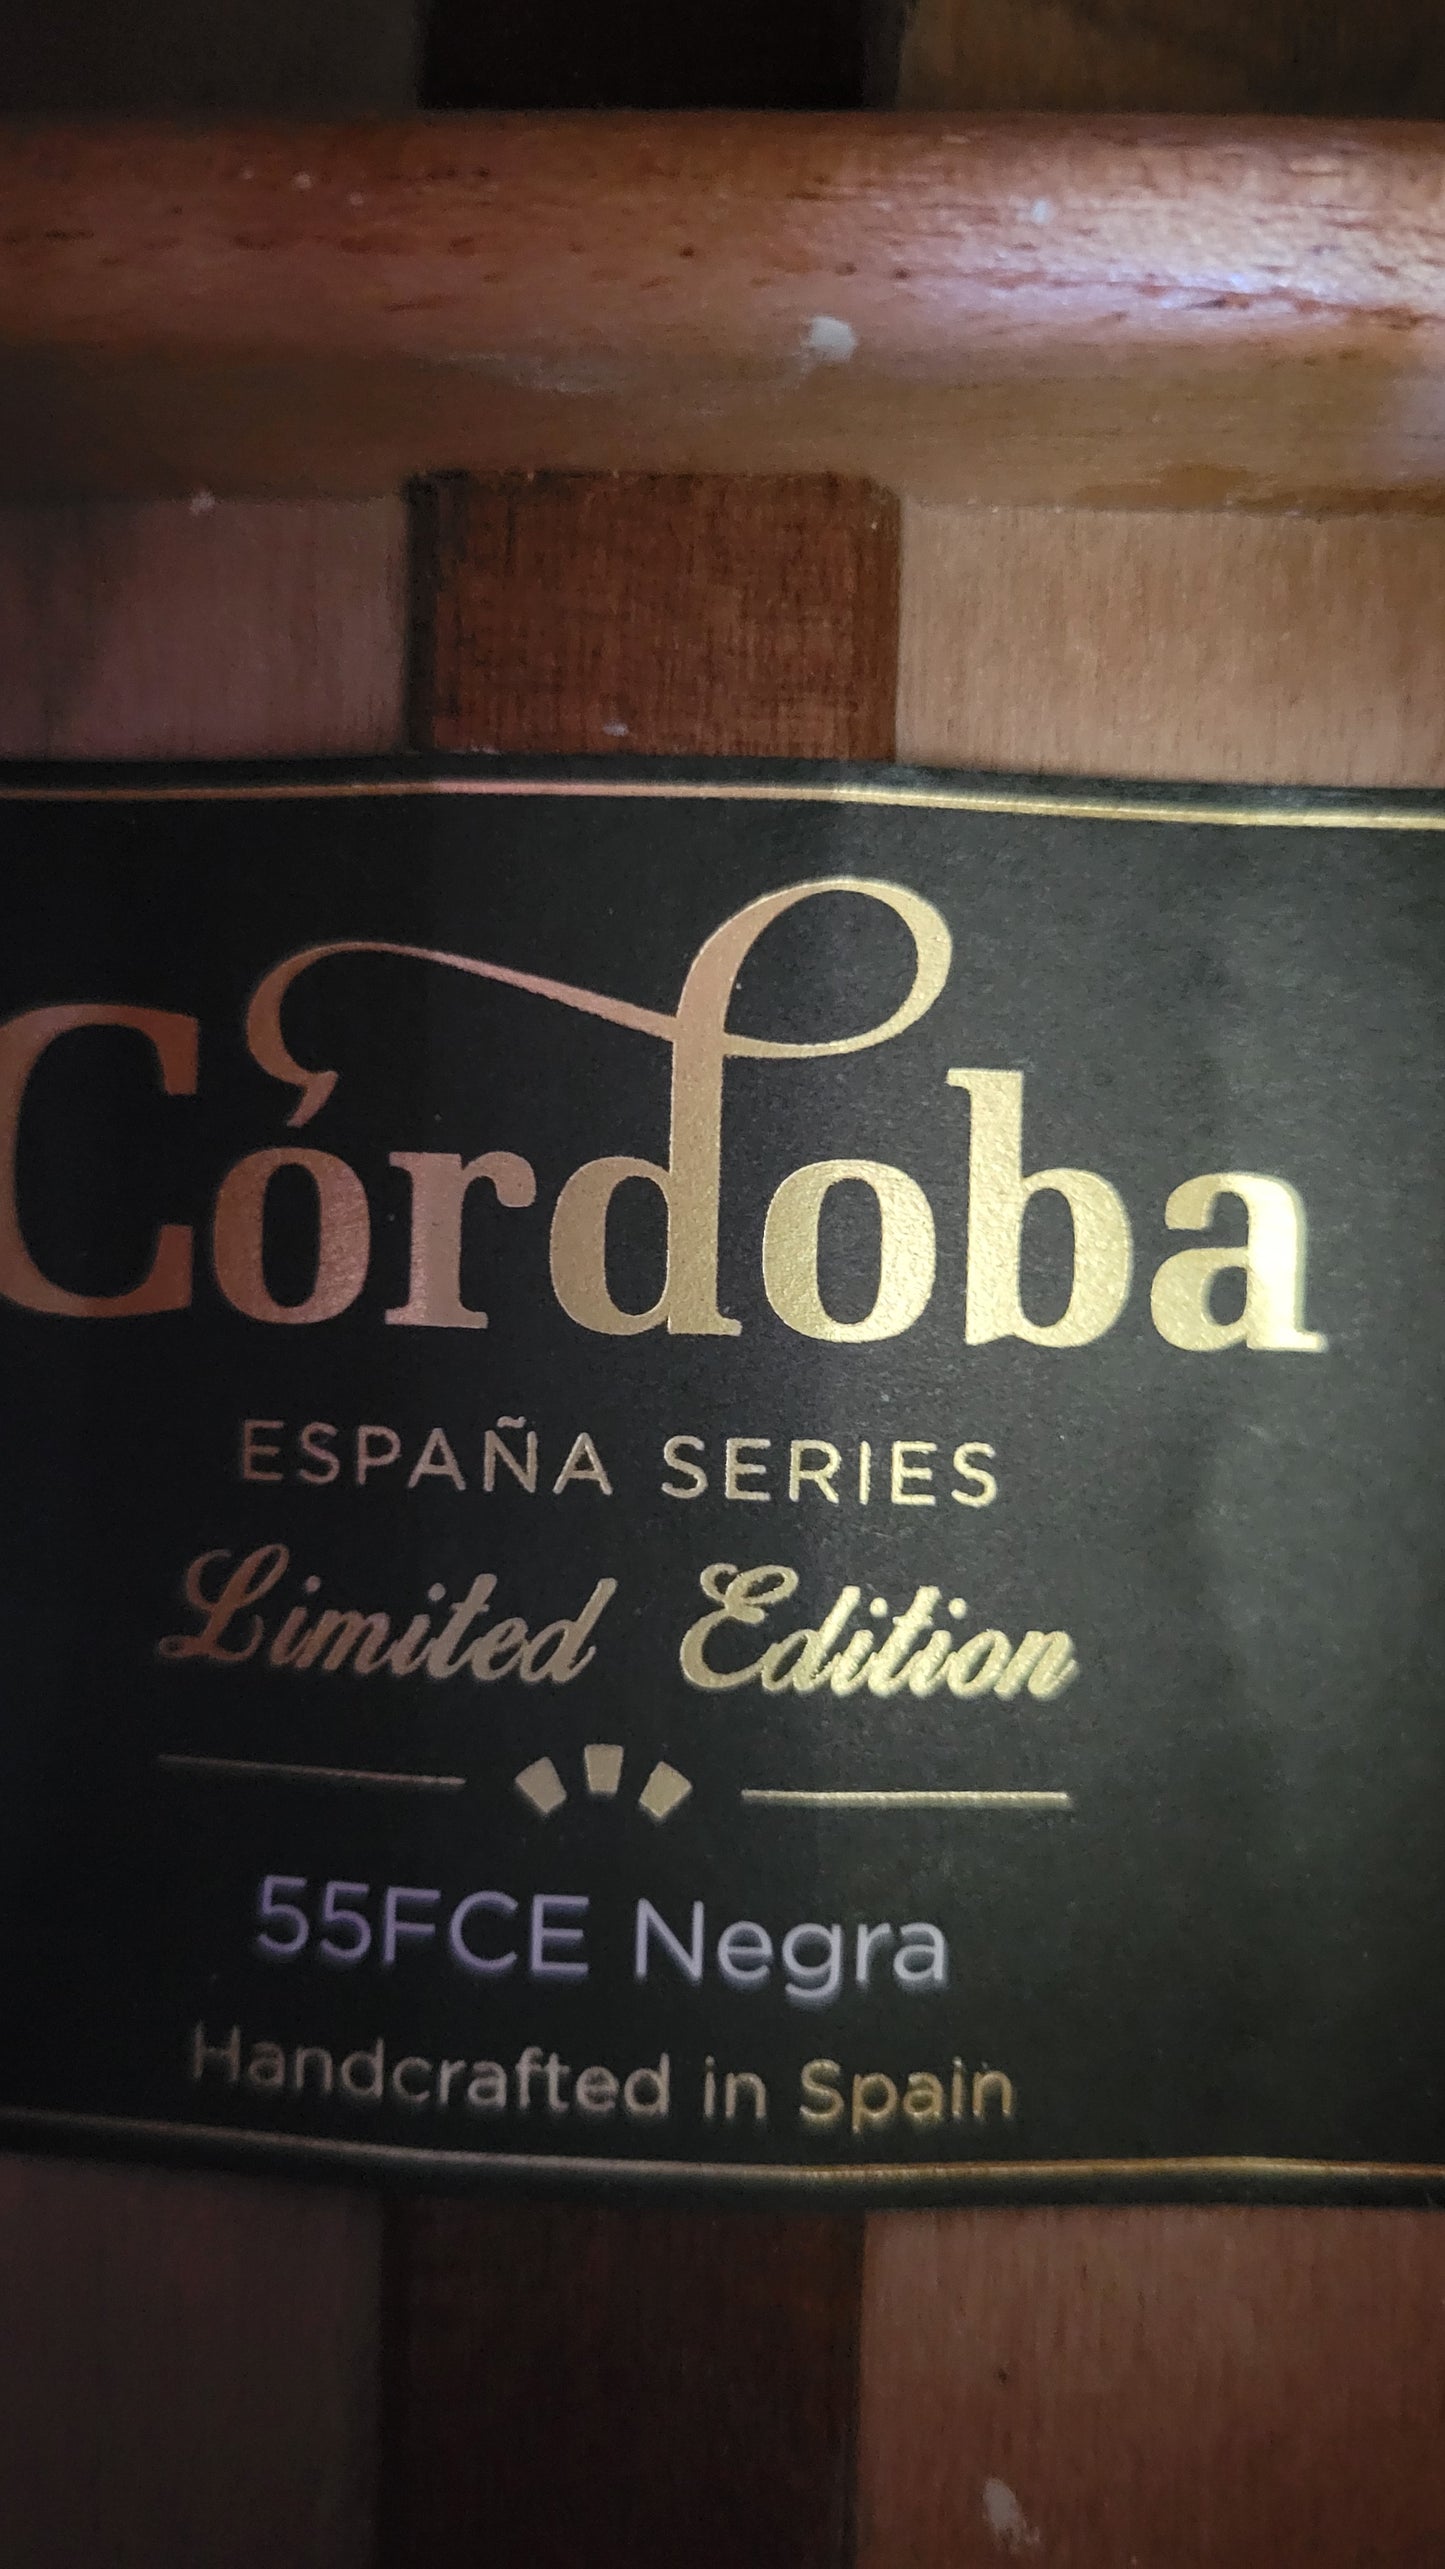 Córdoba
ESPAÑA SERIES
Limited Edition
55FCE Negra
Handcrafted in Spain